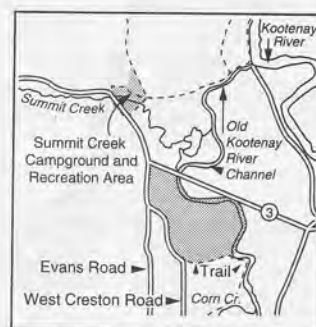 Kootenay
River
Summit Creek
Summit Creek
Campground and
Recreation Area
Old
Kootenay
River
Channel
3
Evans Road
Trail
West Creston Road
Corn Cr.